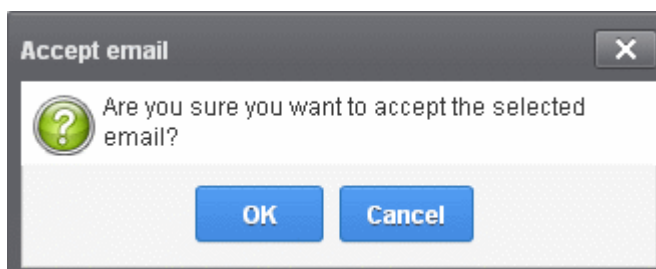 Accept email
Are you sure you want to accept the selected
email?
OK
Cancel